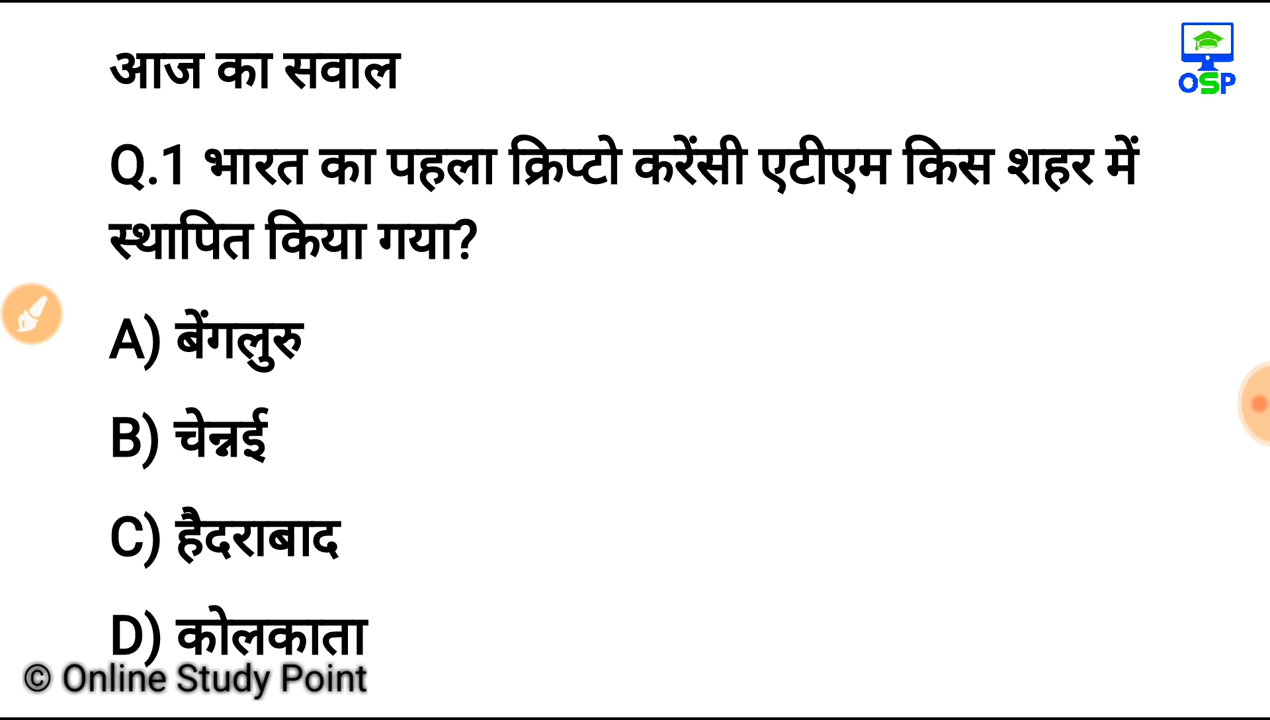 आज का सवाल
OSP
Q.1 भारत का पहला क्रिप्टो करेंसी एटीएम किस शहर में
स्थापित किया गया?
A) बेंगलुरु
B) चेन्नई
C) हैदराबाद
D) कोलकाता
© Online Study Point